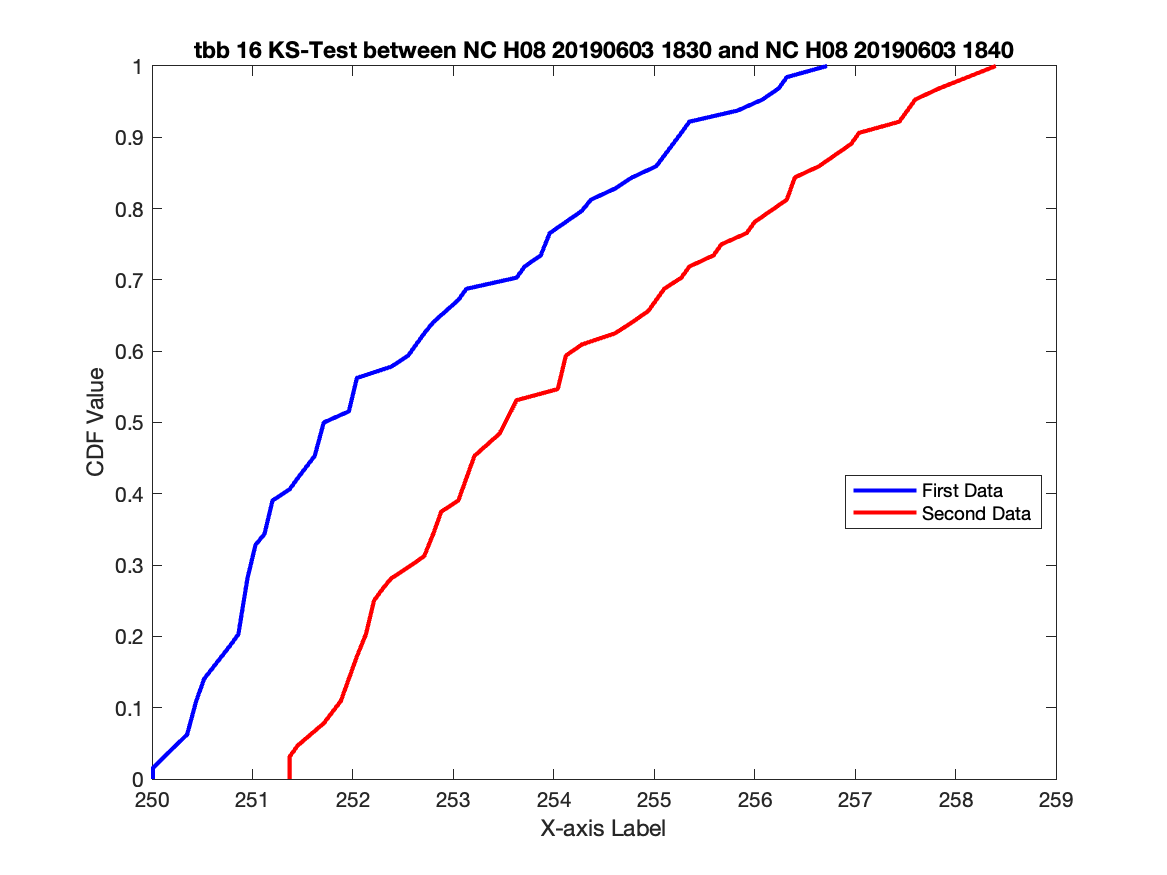 tbb 16 KS-Test between NC H08 20190603 1830 and NC H08 20190603 1840
1
0.9
0.8
0.7
0.6
0.5
0.4
0.3
0.2
0.1
0
CDF Value
First Data
Second Data
250 251 252 253 254 255 256 257 258 259
X-axis Label